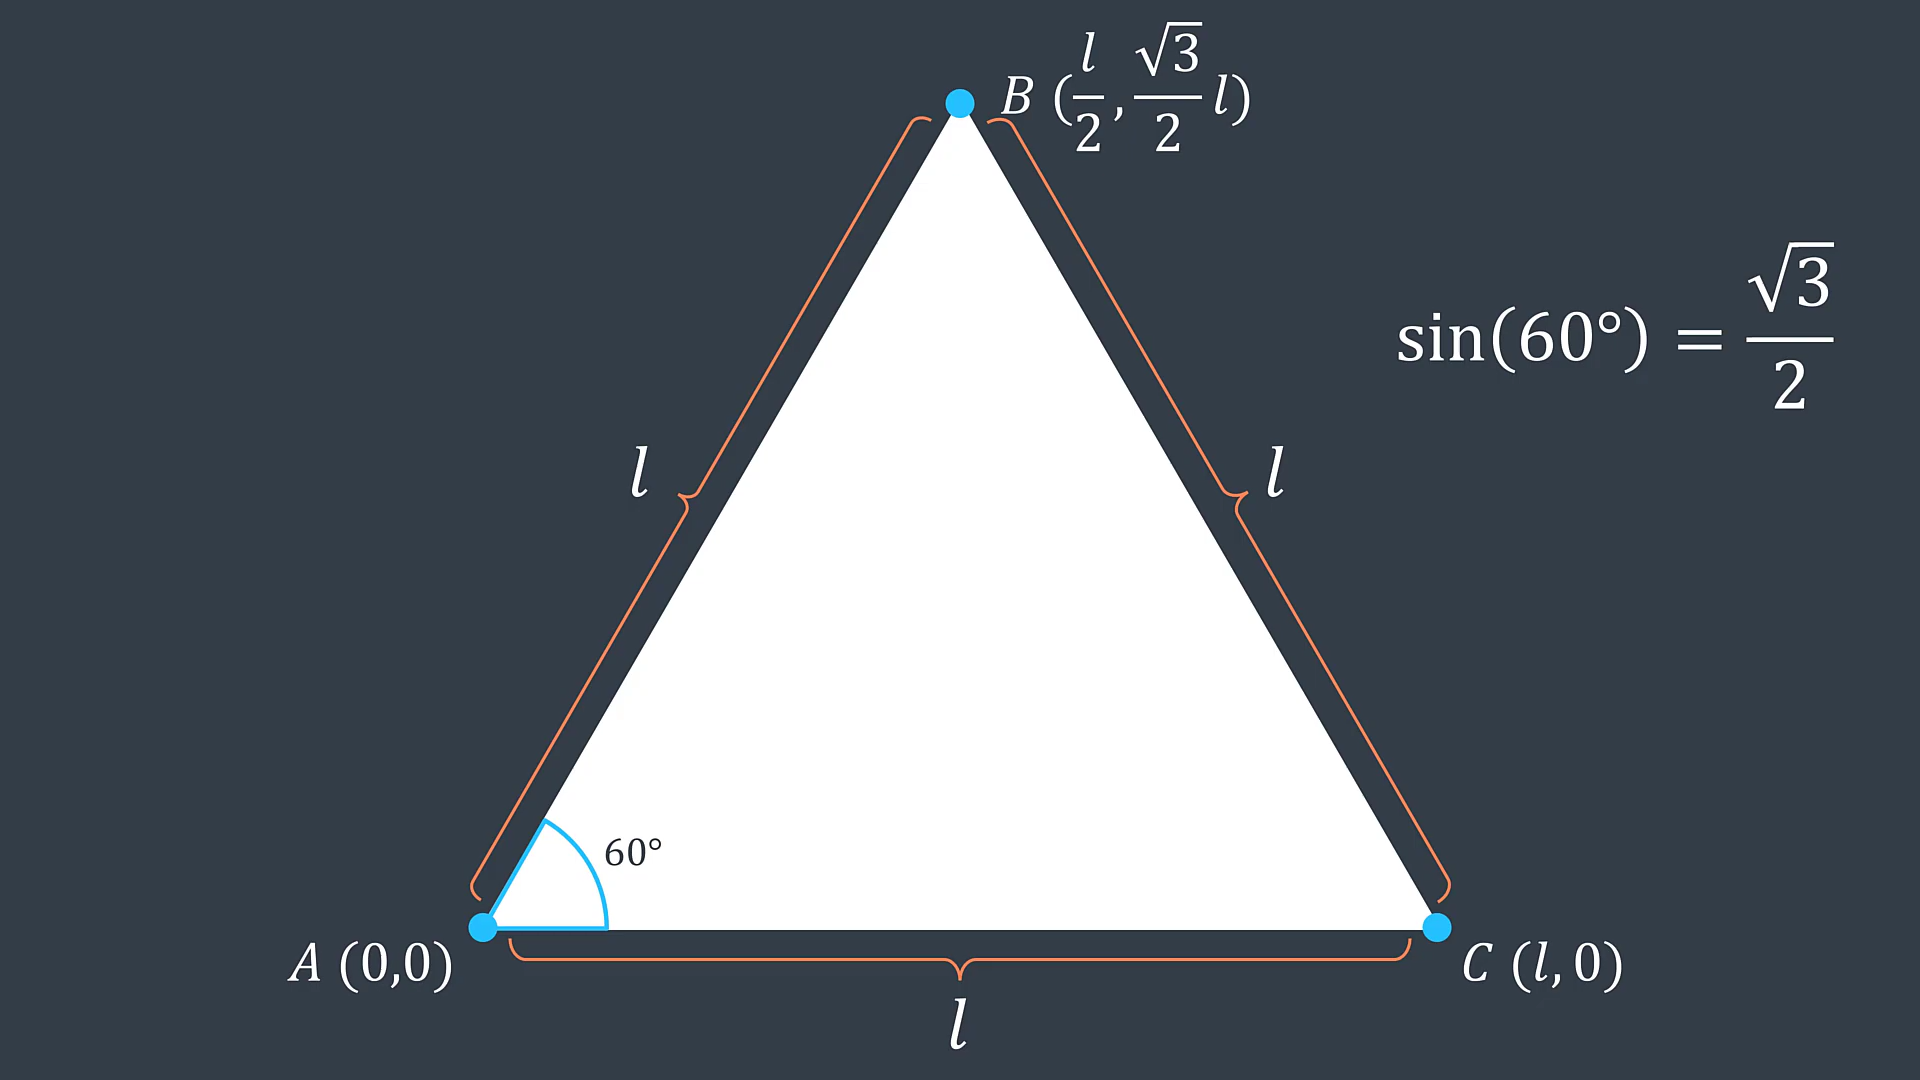 B (l/2, √3/2 l)
sin(60°) = √3/2
l
l
60°
A (0,0)
C (l, 0)
l